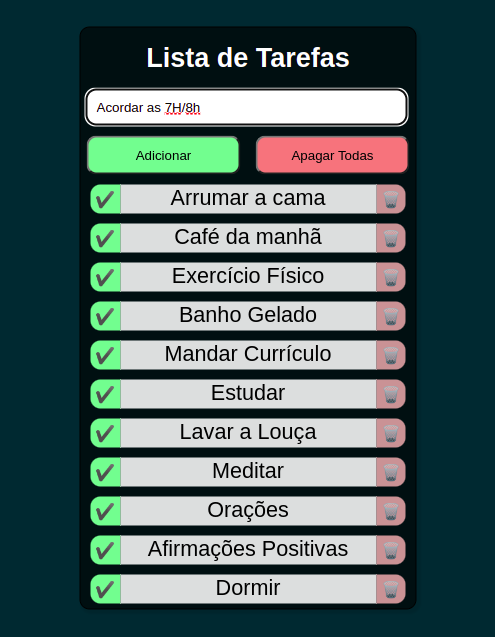 Lista de Tarefas
Acordar as 7H/8h
Adicionar Apagar Todas
Arrumar a cama
Café da manhã
Exercício Físico
Banho Gelado
Mandar Currículo
Estudar
Lavar a Louça
Meditar
Orações
Afirmações Positivas
Dormir